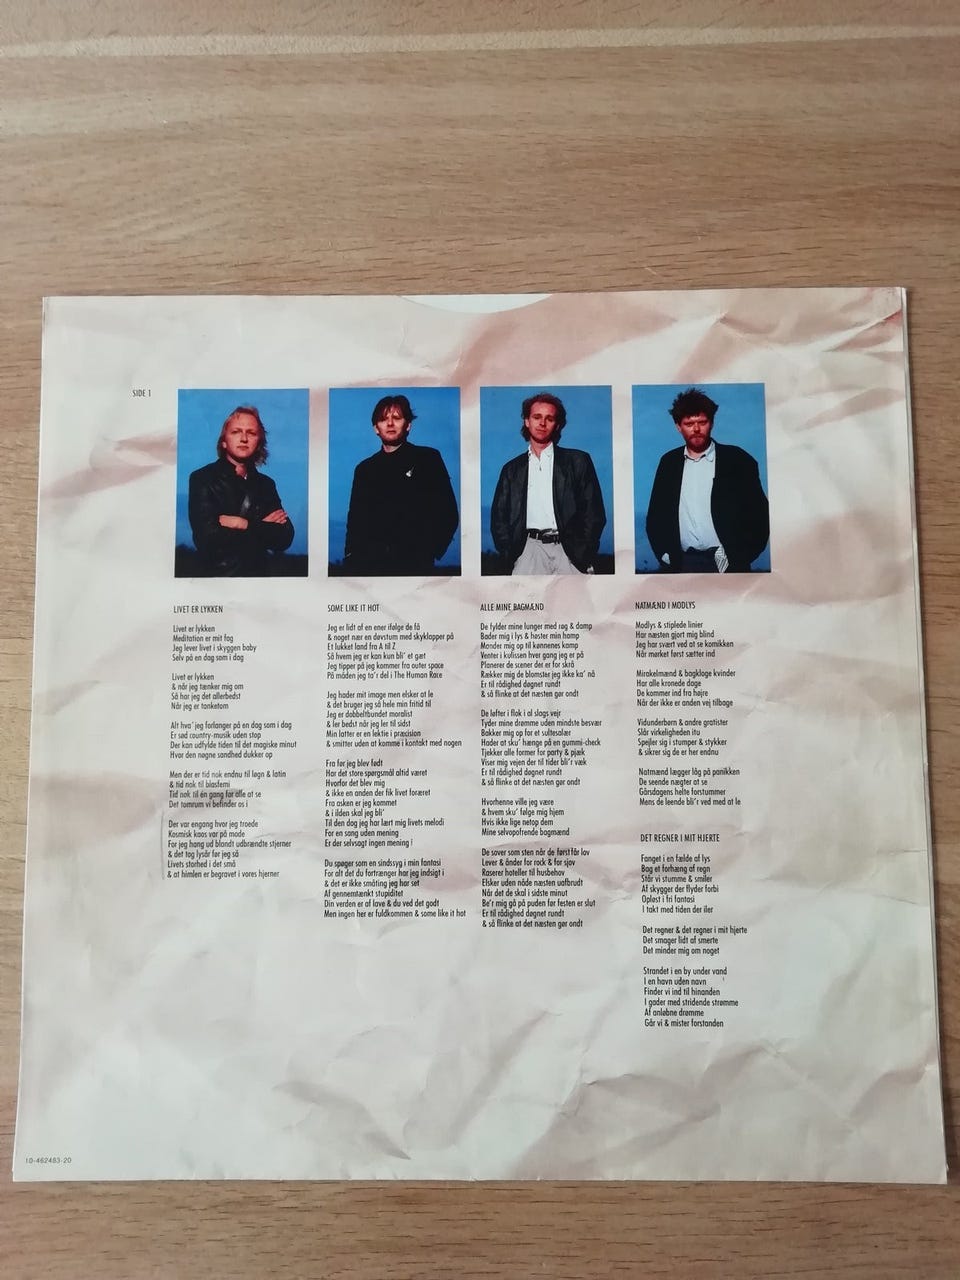 SIDE 1
LIVET ER LYKKEN
Livet er lykken
Meditation er mit fag
Jeg lever livet i skyggen baby
Selv på en dag som i dag
Livet er lykken
& når jeg tænker mig om
Så har jeg det allerbedst
Når jeg er tanketom
Alt hva' jeg forlanger på en dag som i dag
Er sød country-musik uden stop
Der kan udfylde tiden til det magiske minut
Hvor den nøgne sandhed dukker op
Men der er tid nok endnu til løgn & latin
& tid nok til blasfemi
Tid nok til én gang for alle at se
Det tomrum vi befinder os i
Der var engang hvor jeg troede
Kosmisk kaos var på mode
For jeg hang ud blandt udbrændte stjerner
& det tog lysår før jeg så
Livets storhed i det små
& at himlen er begravet i vores hjerner
SOME LIKE IT HOT
Jeg er lidt af en ener ifølge de få
& noget nær en døvstum med skyklapper på
Et lukket land fra A til Z
Så hvem jeg er kan kun bli' et gæt
Jeg tipper på jeg kommer fra outer space
På måden jeg ta'r del i The Human Race
Jeg hader mit image men elsker at le
& det bruger jeg så hele min fritid til
Jeg er dobbeltbundet moralist
& ler bedst når jeg ler til sidst
Min latter er en lektie i præcision
& smitter uden at komme i kontakt med nogen
Fra før jeg blev født
Har det store spørgsmål altid været
Hvorfor det blev mig
& ikke en anden der fik livet foræret
Fra asken er jeg kommet
& i ilden skal jeg bli'
Til den dag jeg har lært mig livets melodi
For en sang uden mening
Er der selvsagt ingen mening !
Du spøger som en sindssyg i min fantasi
For alt det du fortrænger har jeg indsigt i
& det er ikke småting jeg har set
Af gennemtænkt stupiditet
Din verden er af lave & du ved det godt
Men ingen her er fuldkommen & some like it hot
ALLE MINE BAGMÆND
De fylder mine lunger med røg & damp
Bader mig i lys & høster min hamp
Mander mig op til kønnenes kamp
Venter i kulissen hver gang jeg er på
Planerer de scener der er for skrå
Rækker mig de blomster jeg ikke ka' nå
Er til rådighed døgnet rundt
& så flinke at det næsten gør ondt
De løfter i flok i al slags vejr
Tyder mine drømme uden mindste besvær
Bakker mig op for et sultesalær
Hader at sku' hænge på en gummi-check
Tjekker alle former for party & pjæk
Viser mig vejen der til tider bli'r væk
Er til rådighed døgnet rundt
& så flinke at det næsten gør ondt
Hvorhenne ville jeg være
& hvem sku' følge mig hjem
Hvis ikke lige netop dem
Mine selvopofrende bagmænd
De sover som sten når de først får lov
Lever & ånder for rock & for sjov
Raserer hoteller til husbehov
Elsker uden nåde næsten uafbrudt
Når det de skal i sidste minut
Be'r mig gå på puden før festen er slut
Er til rådighed døgnet rundt
& så flinke at det næsten gør ondt
NATMÆND I MODLYS
Modlys & stiplede linier
Har næsten gjort mig blind
Jeg har svært ved at se komikken
Når mørket først sætter ind
Mirakelmænd & bagkloge kvinder
Har alle kronede dage
De kommer ind fra højre
Når der ikke er anden vej tilbage
Vidunderbørn & andre gratister
Slår virkeligheden itu
Spejler sig i stumper & stykker
& sikrer sig de er her endnu
Natmænd lægger låg på panikken
De seende nægter at se
Gårsdagens helte forstummer
Mens de leende bli'r ved med at le
DET REGNER I MIT HJERTE
Fanget i en fælde af lys
Bag et forhæng af regn
Står vi stumme & smiler
Af skygger der flyder forbi
Opløst i fri fantasi
I takt med tiden der iler
Det regner & det regner i mit hjerte
Det smager lidt af smerte
Det minder mig om noget
Strandet i en by under vand
I en havn uden navn
Finder vi ind til hinanden
I gader med stridende strømme
Af anløbne drømme
Går vi & mister forstanden
10-462483-20